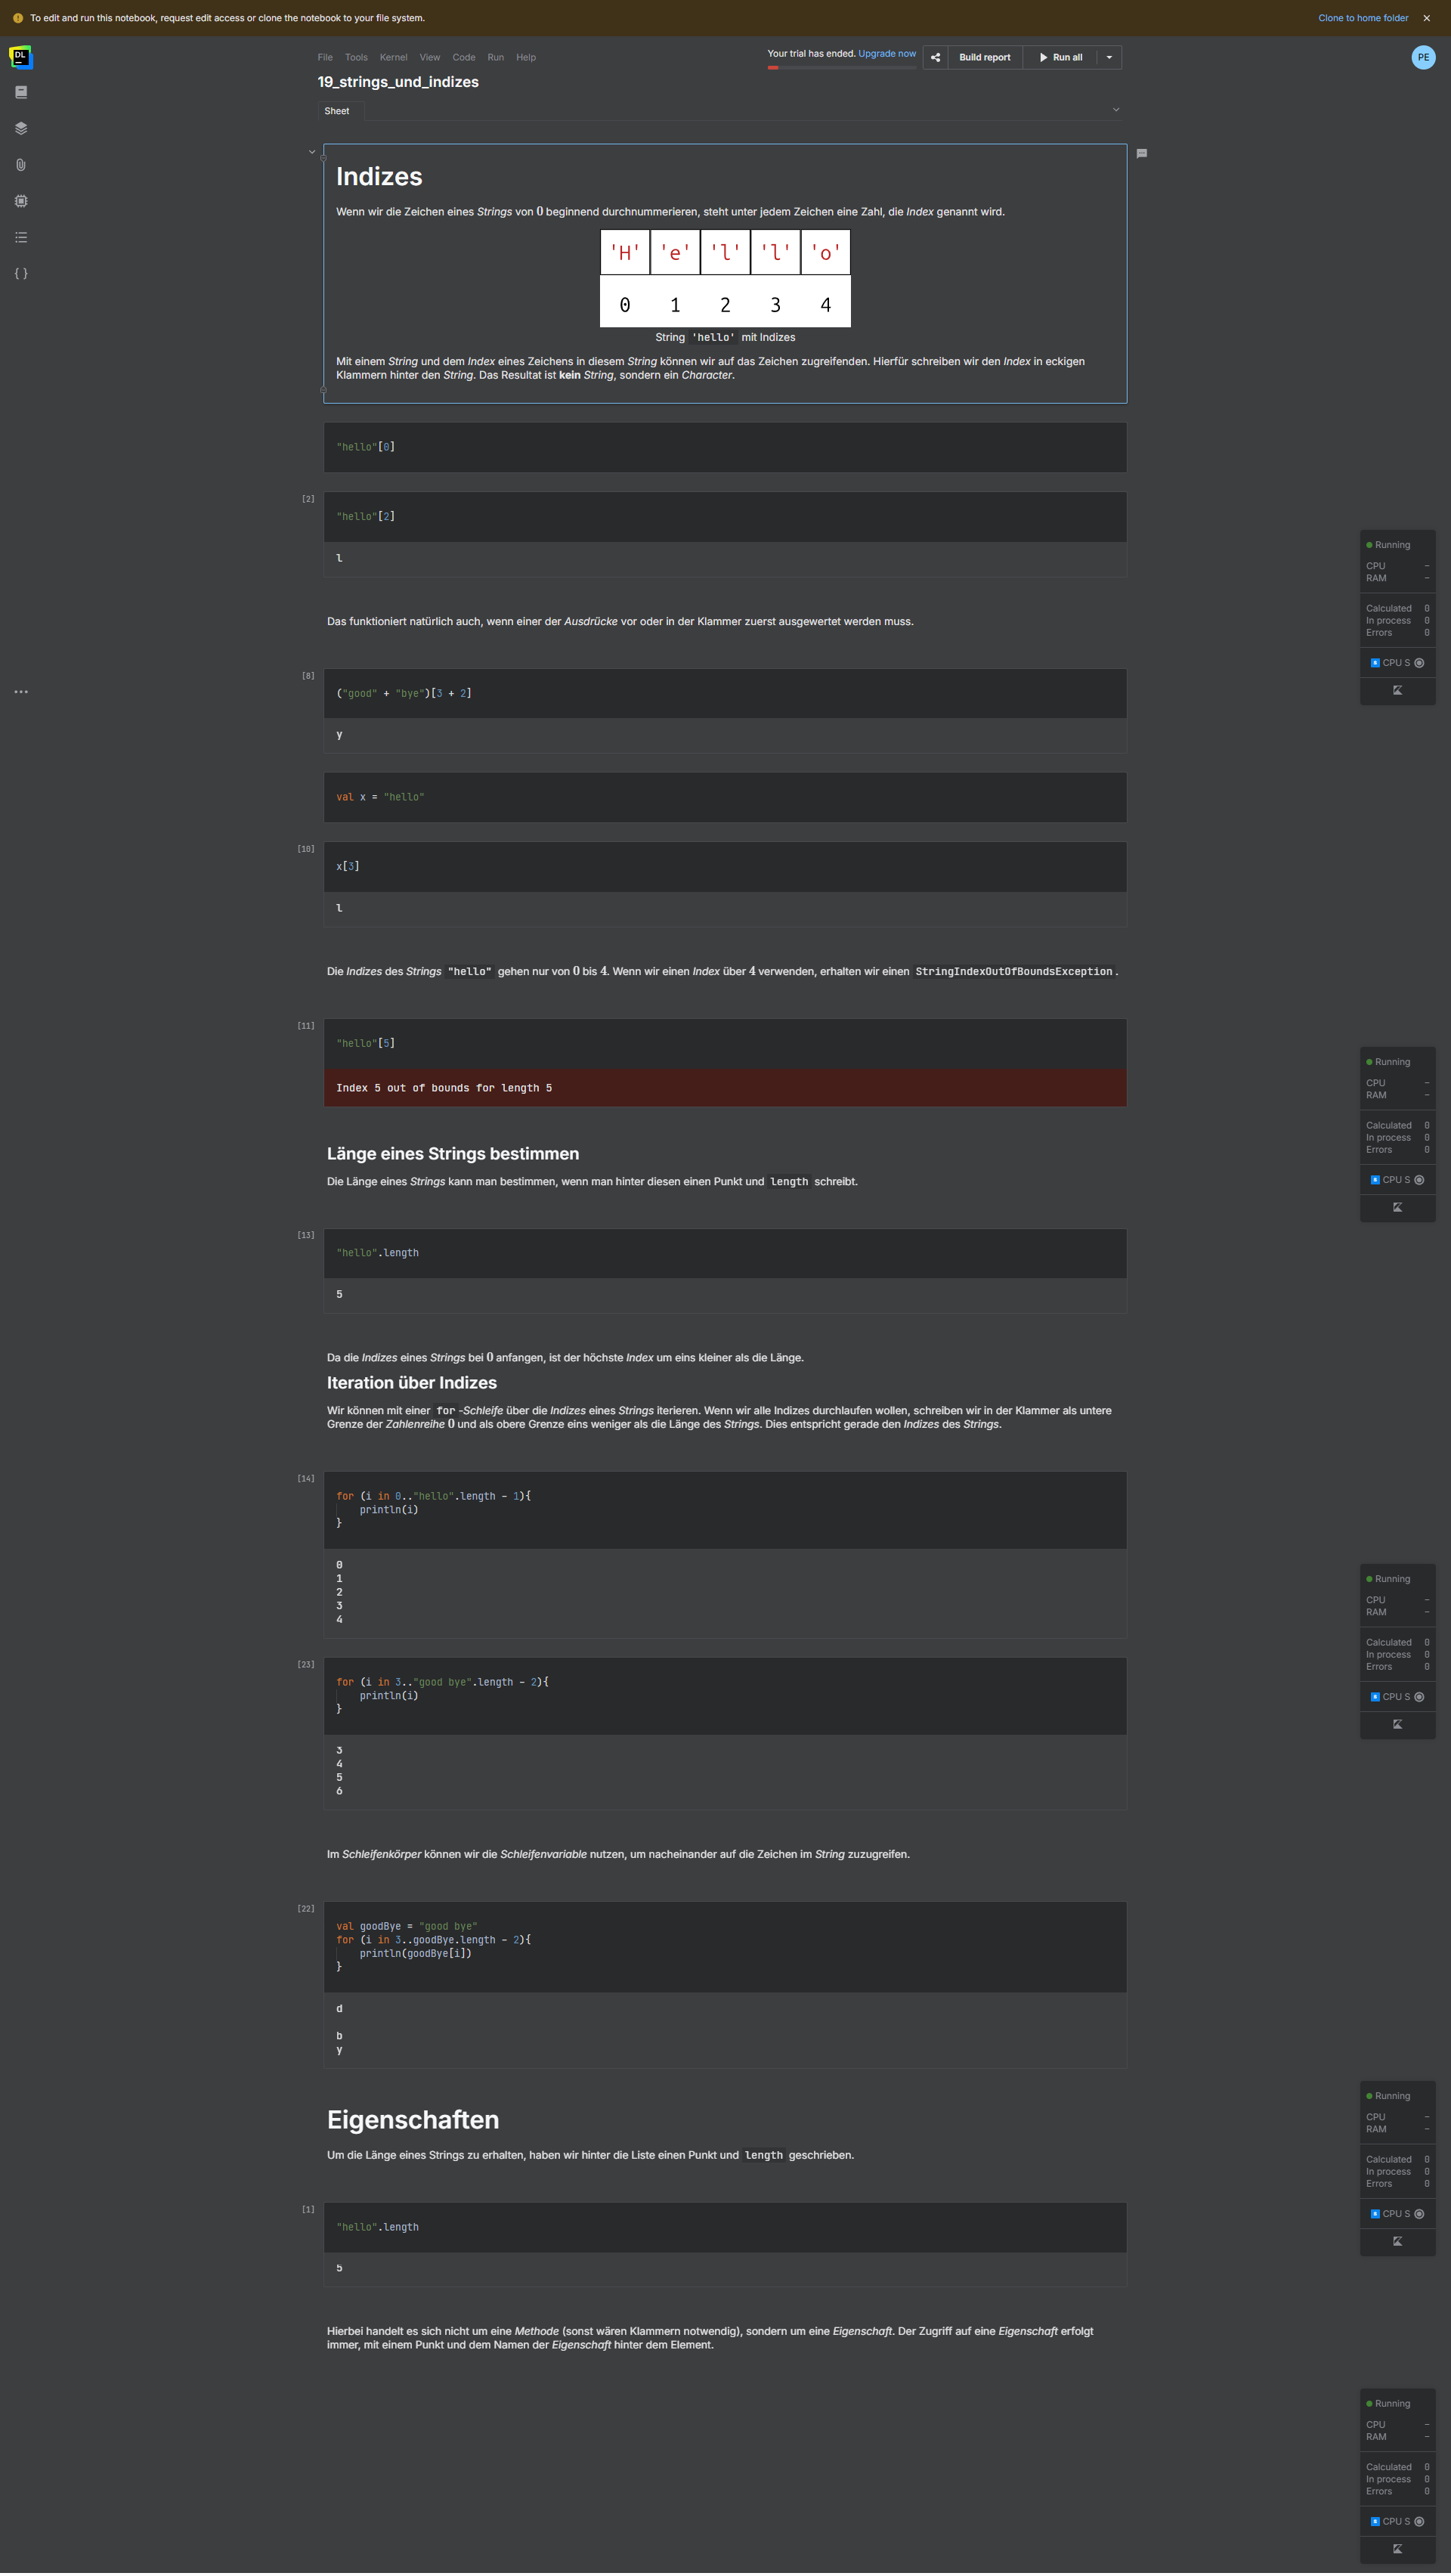 To edit and run this notebook, request edit access or clone the notebook to your file system.
Clone to home folder
DL
File Tools Kernel View Code Run Help
Your trial has ended. Upgrade now
Build report
Run all
PE
19_strings_und_indizes
Sheet
Indizes
Wenn wir die Zeichen eines Strings von 0 beginnend durchnummerieren, steht unter jedem Zeichen eine Zahl, die Index genannt wird.
'H' 'e' 'l' 'l' 'o'
0 1 2 3 4
String 'hello' mit Indizes
Mit einem String und dem Index eines Zeichens in diesem String können wir auf das Zeichen zugreifenden. Hierfür schreiben wir den Index in eckigen
Klammern hinter den String. Das Resultat ist kein String, sondern ein Character.
"hello"[0]
[2]
"hello"[2]
l
Das funktioniert natürlich auch, wenn einer der Ausdrücke vor oder in der Klammer zuerst ausgewertet werden muss.
[8]
("good" + "bye")[3 + 2]
y
val x = "hello"
[10]
x[3]
l
Die Indizes des Strings "hello" gehen nur von 0 bis 4. Wenn wir einen Index über 4 verwenden, erhalten wir einen StringIndexOutOfBoundsException.
[11]
"hello"[5]
Index 5 out of bounds for length 5
Länge eines Strings bestimmen
Die Länge eines Strings kann man bestimmen, wenn man hinter diesen einen Punkt und length schreibt.
[13]
"hello".length
5
Da die Indizes eines Strings bei 0 anfangen, ist der höchste Index um eins kleiner als die Länge.
Iteration über Indizes
Wir können mit einer for-Schleife über die Indizes eines Strings iterieren. Wenn wir alle Indizes durchlaufen wollen, schreiben wir in der Klammer als untere
Grenze der Zahlenreihe 0 und als obere Grenze eins weniger als die Länge des Strings. Dies entspricht gerade den Indizes des Strings.
[14]
for (i in 0.."hello".length - 1){
println(i)
}
0
1
2
3
4
[23]
for (i in 3.."good bye".length - 2){
println(i)
}
3
4
5
6
Im Schleifenkörper können wir die Schleifenvariable nutzen, um nacheinander auf die Zeichen im String zuzugreifen.
[22]
val goodBye = "good bye"
for (i in 3..goodBye.length - 2){
println(goodBye[i])
}
d
b
y
Eigenschaften
Um die Länge eines Strings zu erhalten, haben wir hinter die Liste einen Punkt und length geschrieben.
[1]
"hello".length
5
Hierbei handelt es sich nicht um eine Methode (sonst wären Klammern notwendig), sondern um eine Eigenschaft. Der Zugriff auf eine Eigenschaft erfolgt
immer, mit einem Punkt und dem Namen der Eigenschaft hinter dem Element.
Running
CPU –
RAM –
Calculated 0
In process 0
Errors 0
CPU S
Running
CPU –
RAM –
Calculated 0
In process 0
Errors 0
CPU S
Running
CPU –
RAM –
Calculated 0
In process 0
Errors 0
CPU S
Running
CPU –
RAM –
Calculated 0
In process 0
Errors 0
CPU S
Running
CPU –
RAM –
Calculated 0
In process 0
Errors 0
CPU S